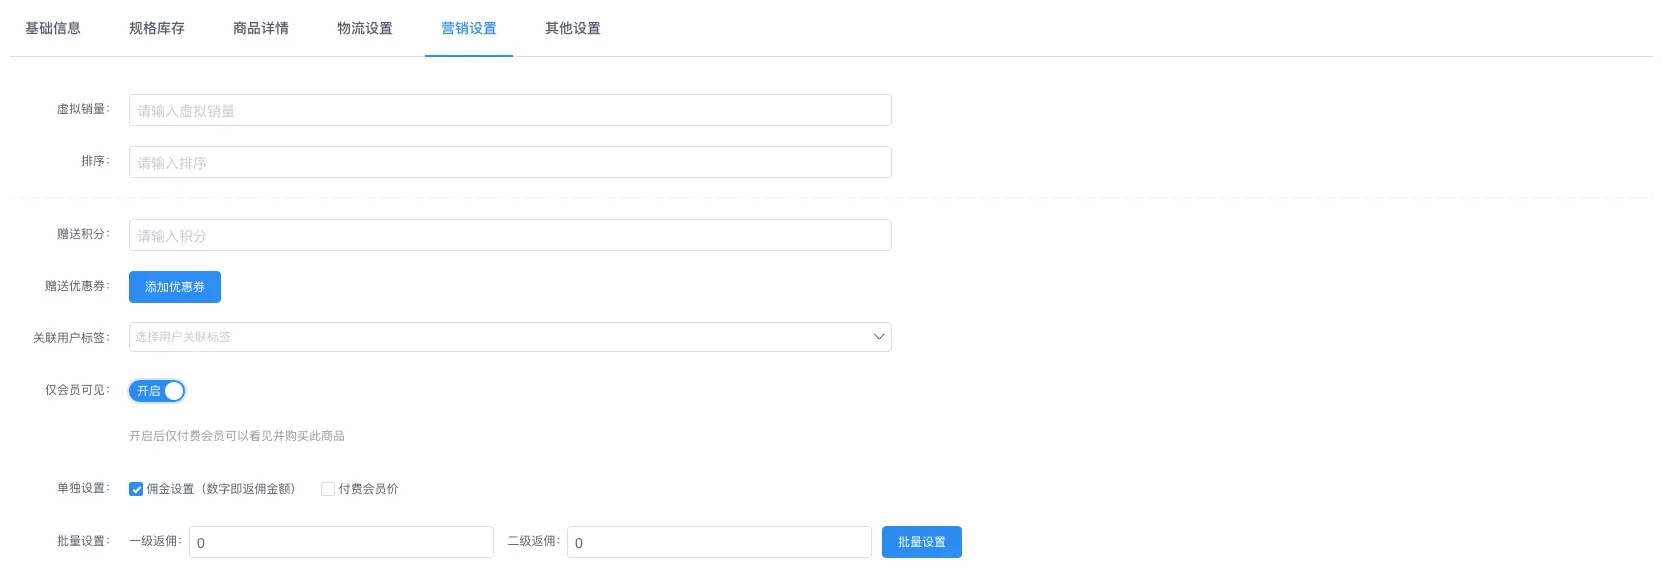 基础信息 规格库存 商品详情 物流设置 营销设置 其他设置
虚拟销量： 请输入虚拟销量
排序： 请输入排序
赠送积分： 请输入积分
赠送优惠券： 添加优惠券
关联用户标签： 选择用户关联标签
仅会员可见： 开启
开启后仅付费会员可以看见并购买此商品
单独设置： 佣金设置（数字即返佣金额） 付费会员价
批量设置： 一级返佣： 0 二级返佣： 0 批量设置